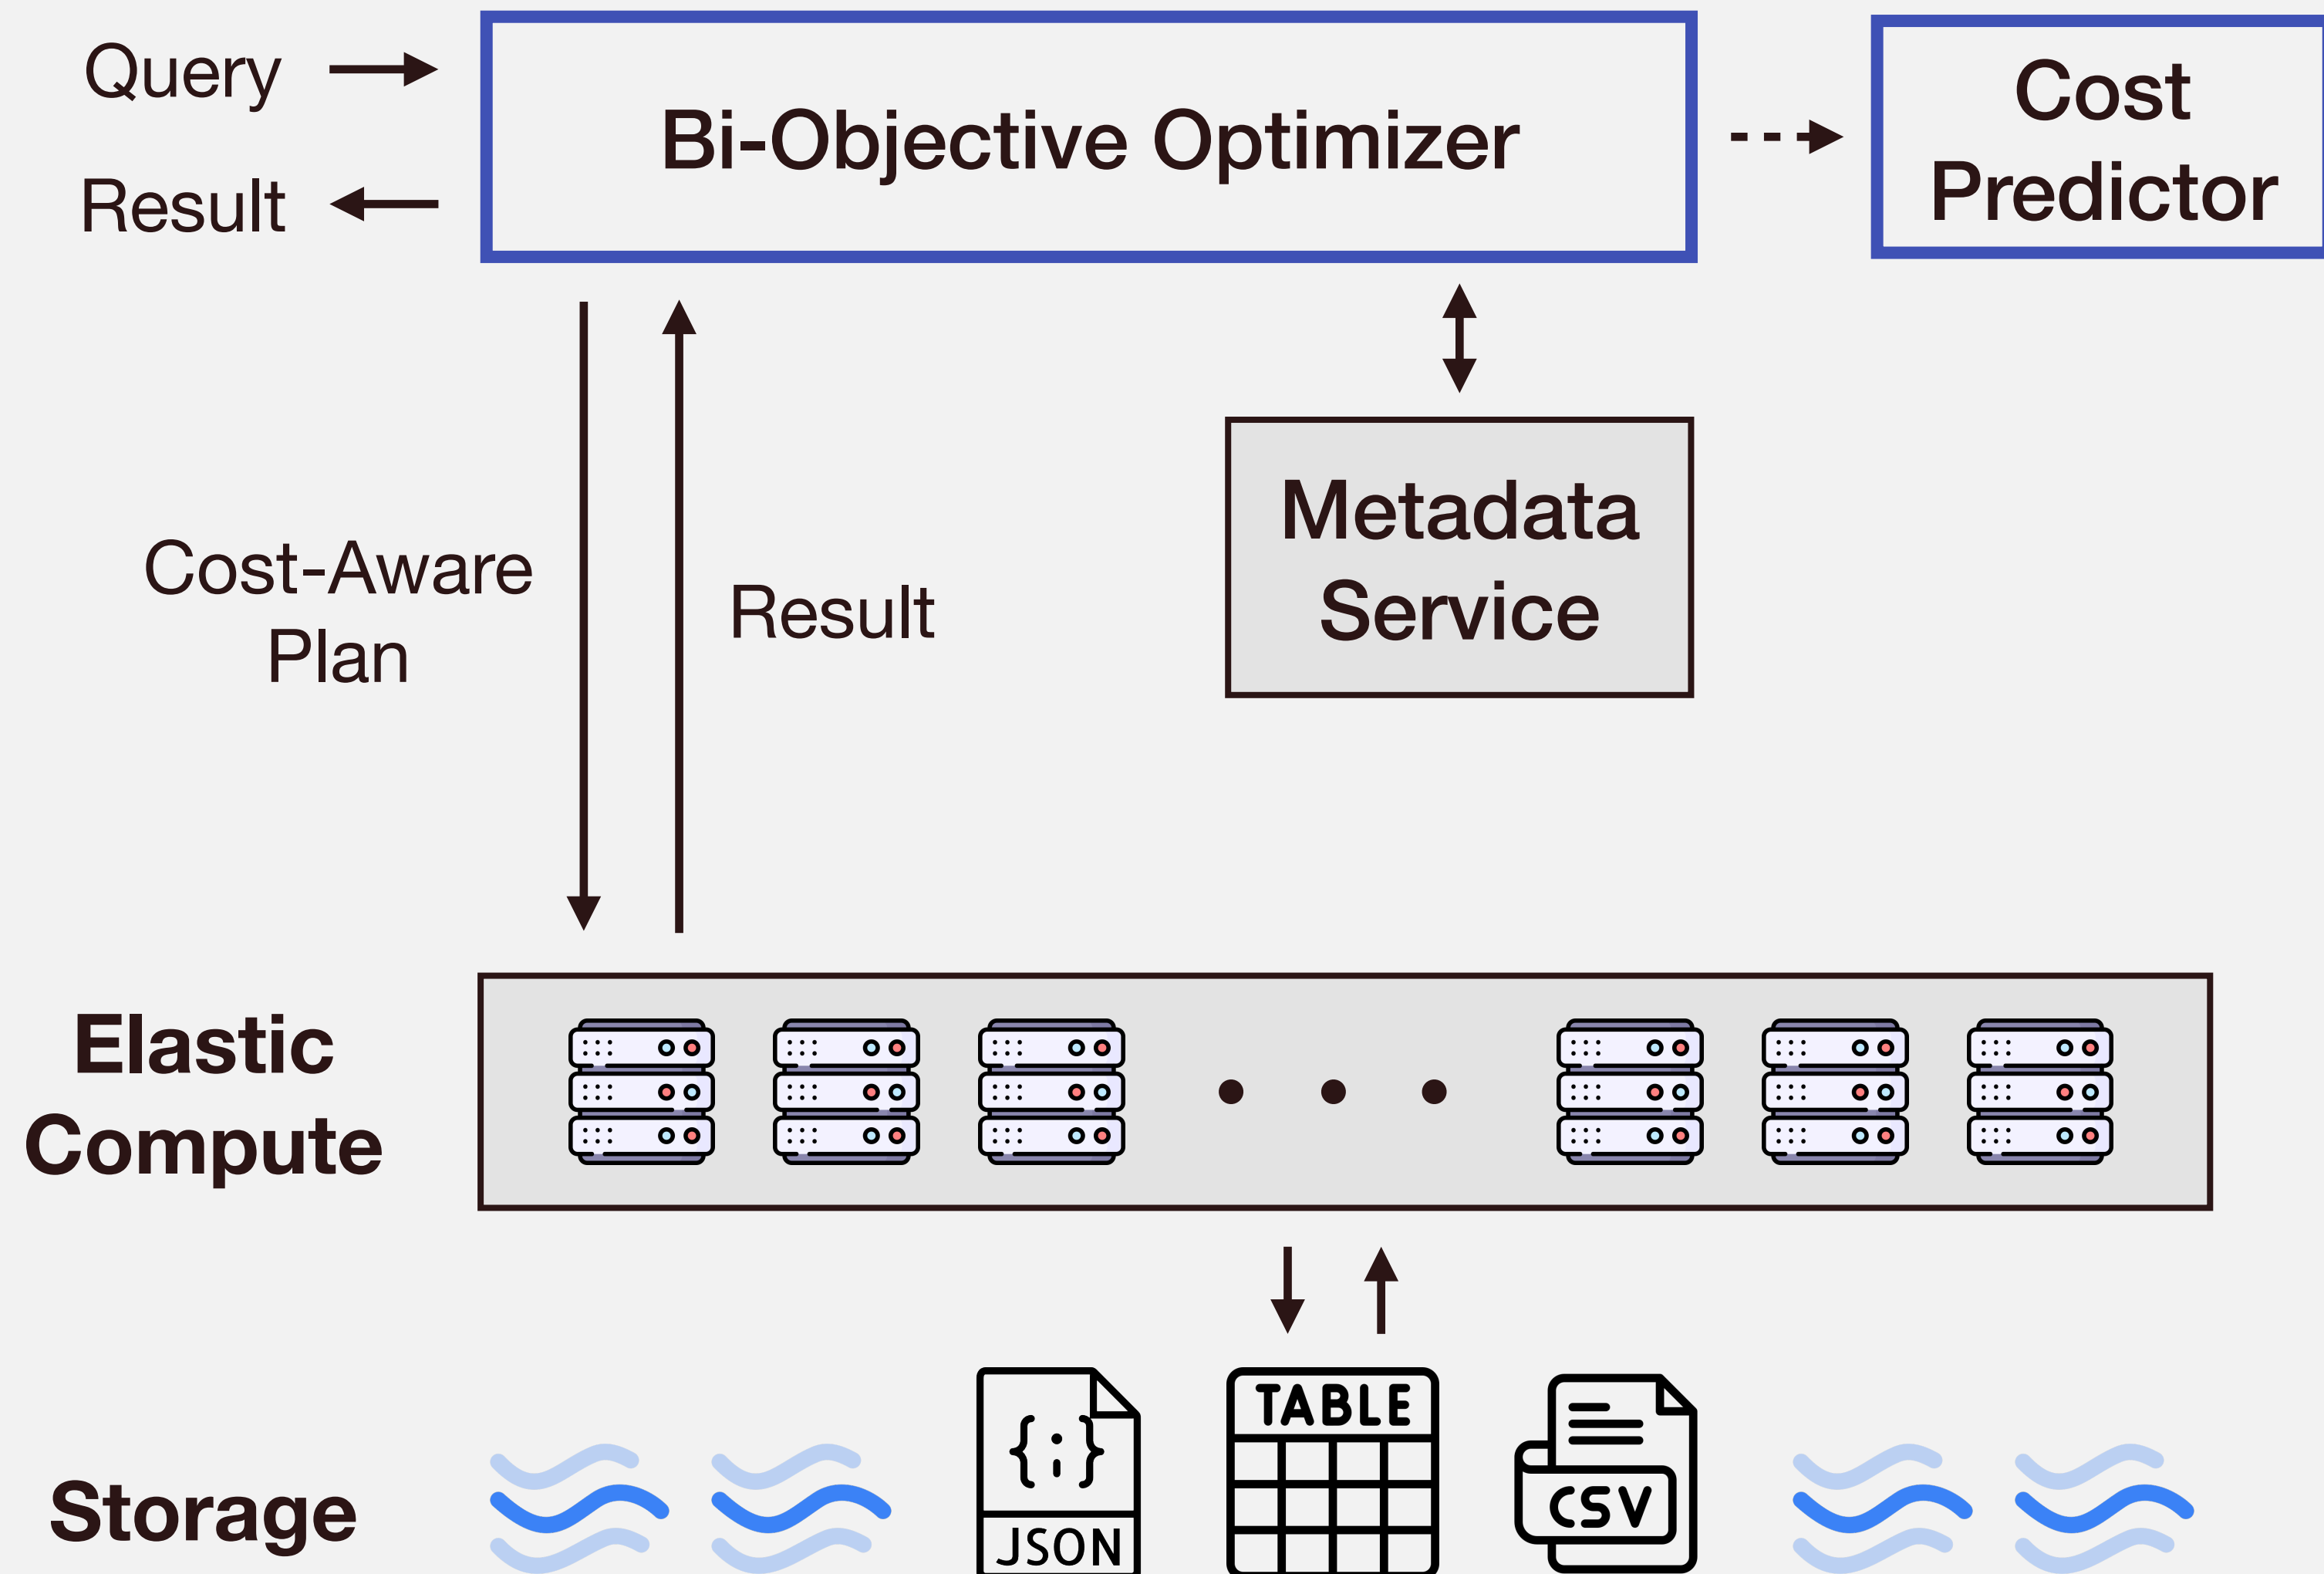 Query
Result
Bi-Objective Optimizer
Cost
Predictor
Cost-Aware
Plan
Result
Metadata
Service
Elastic
Compute
Storage
{:}
JSON
TABLE
CSV